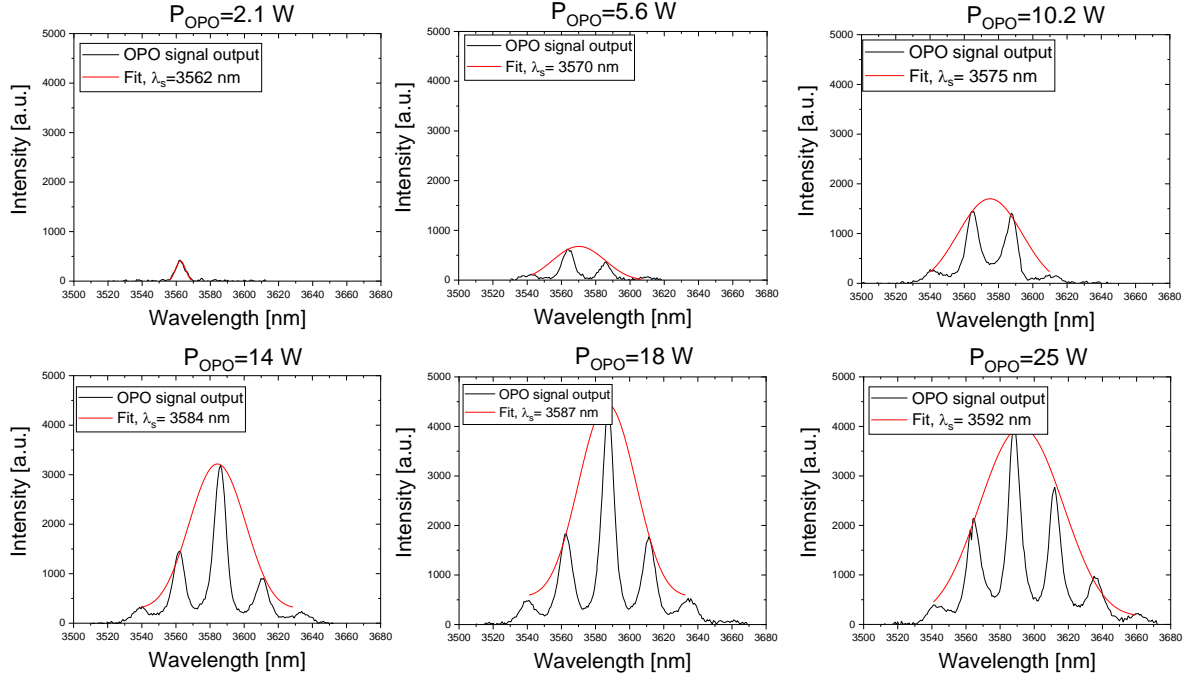 P_OPO=2.1 W
5000
4000
3000
2000
1000
0
3500 3520 3540 3560 3580 3600 3620 3640 3660 3680
Intensity [a.u.]
Wavelength [nm]
OPO signal output
Fit, λ_s=3562 nm
P_OPO=5.6 W
5000
4000
3000
2000
1000
0
3500 3520 3540 3560 3580 3600 3620 3640 3660 3680
Intensity [a.u.]
Wavelength [nm]
OPO signal output
Fit, λ_s= 3570 nm
P_OPO=10.2 W
5000
4000
3000
2000
1000
0
3500 3520 3540 3560 3580 3600 3620 3640 3660 3680
Intensity [a.u.]
Wavelength [nm]
OPO signal output
Fit, λ_s= 3575 nm
P_OPO=14 W
5000
4000
3000
2000
1000
0
3500 3520 3540 3560 3580 3600 3620 3640 3660 3680
Intensity [a.u.]
Wavelength [nm]
OPO signal output
Fit, λ_s= 3584 nm
P_OPO=18 W
5000
4000
3000
2000
1000
0
3500 3520 3540 3560 3580 3600 3620 3640 3660 3680
Intensity [a.u.]
Wavelength [nm]
OPO signal output
Fit, λ_s= 3587 nm
P_OPO=25 W
5000
4000
3000
2000
1000
0
3500 3520 3540 3560 3580 3600 3620 3640 3660 3680
Intensity [a.u.]
Wavelength [nm]
OPO signal output
Fit, λ_s= 3592 nm